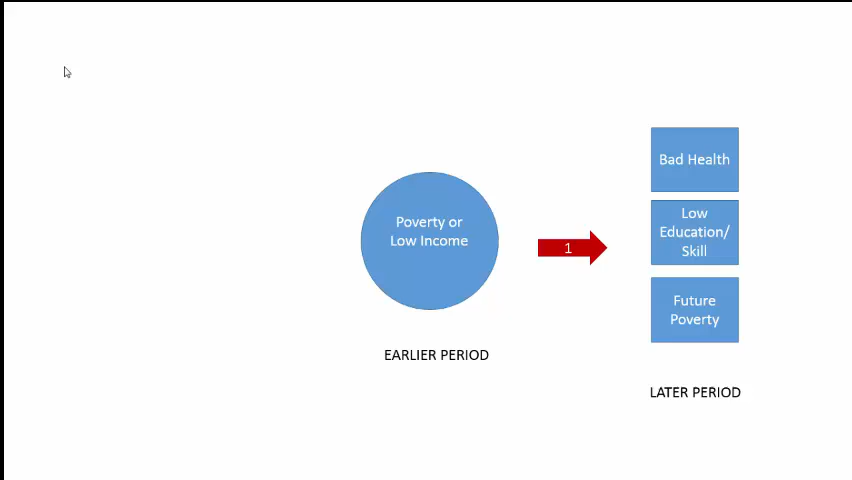 Bad Health
Poverty or
Low Income
1
Low
Education/
Skill
Future
Poverty
EARLIER PERIOD
LATER PERIOD